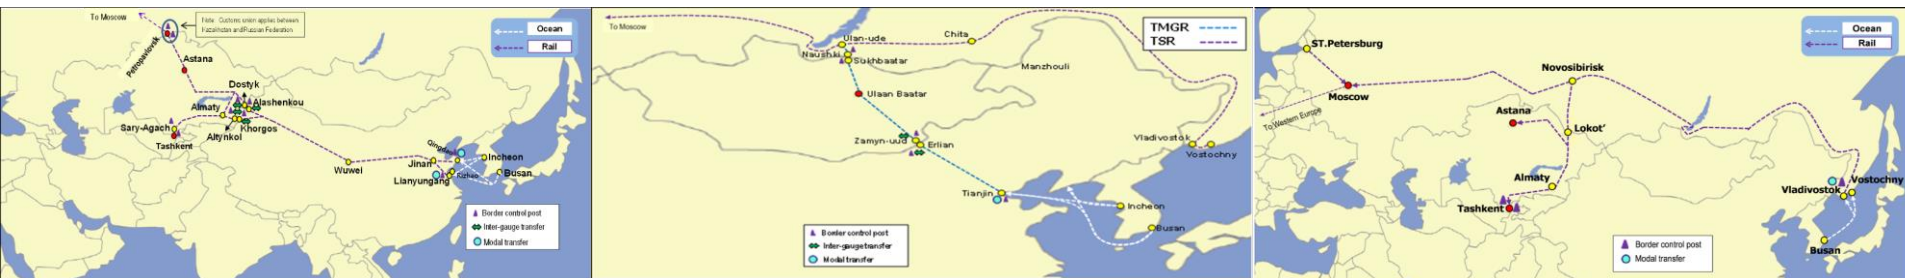 To Moscow
Note: Customs union applies between
Kazakhstan and Russian Federation
Ocean
Rail
Petropavlovsk
Astana
Dostyk
Alashenkou
Almaty
Khorgos
Sary-Agach
Altynkol
Tashkent
Wuwei
Jinan
Qingdao
Incheon
Rizhao
Busan
Lianyungang
Border control post
Inter-gauge transfer
Modal transfer
To Moscow
TMGR
TSR
Ulan-ude
Chita
Naushki
Sukhbaatar
Manzhouli
Ulaan Baatar
Zamyn-uud
Erlian
Vladivostok
Vostochny
Tianjin
Incheon
Busan
Border control post
Inter-gauge transfer
Modal transfer
ST.Petersburg
Ocean
Rail
Moscow
Novosibirisk
To Western Europe
Astana
Lokot'
Almaty
Tashkent
Vladivostok
Vostochny
Busan
Border control post
Modal transfer